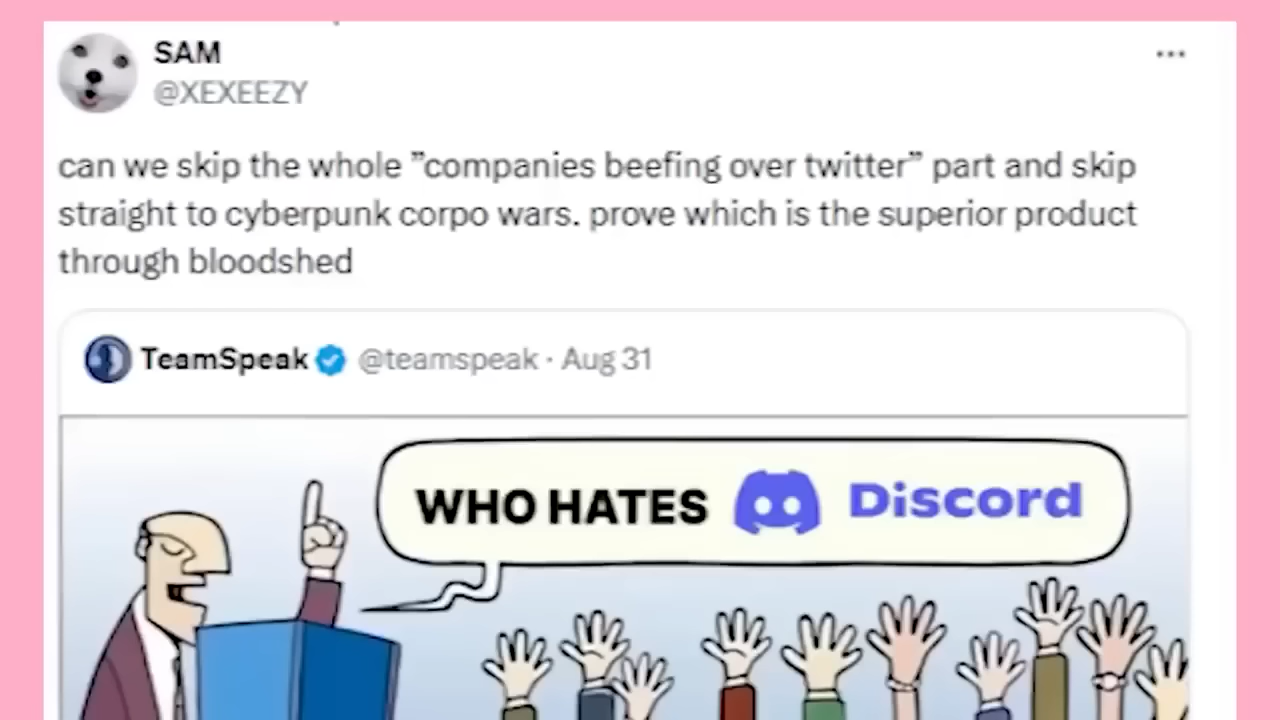 SAM
@XEXEEZY
can we skip the whole ”companies beefing over twitter” part and skip
straight to cyberpunk corpo wars. prove which is the superior product
through bloodshed
TeamSpeak @teamspeak · Aug 31
WHO HATES Discord